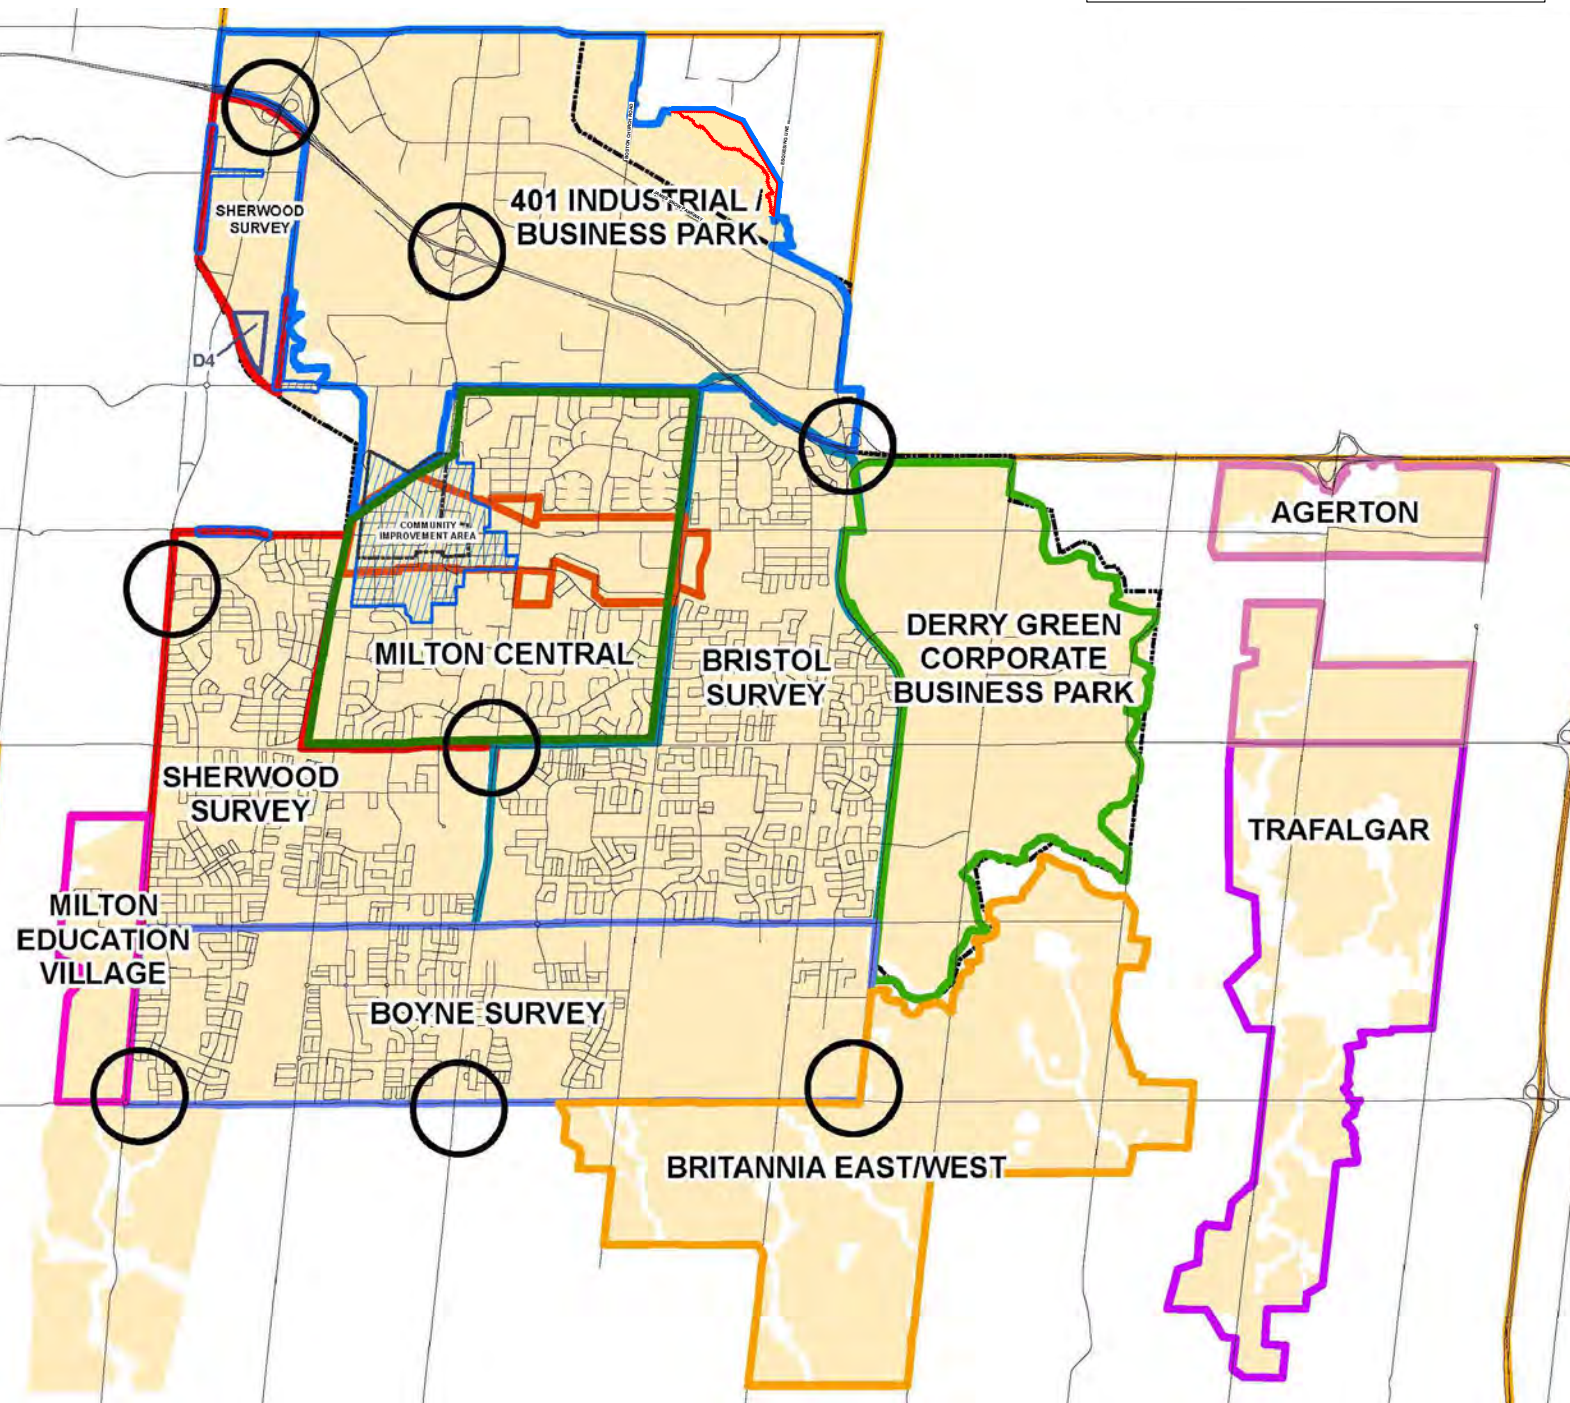 401 INDUSTRIAL /
BUSINESS PARK
SHERWOOD
SURVEY
D4
AGERTON
COMMUNITY
IMPROVEMENT AREA
MILTON CENTRAL
BRISTOL
SURVEY
DERRY GREEN
CORPORATE
BUSINESS PARK
SHERWOOD
SURVEY
TRAFALGAR
MILTON
EDUCATION
VILLAGE
BOYNE SURVEY
BRITANNIA EAST/WEST